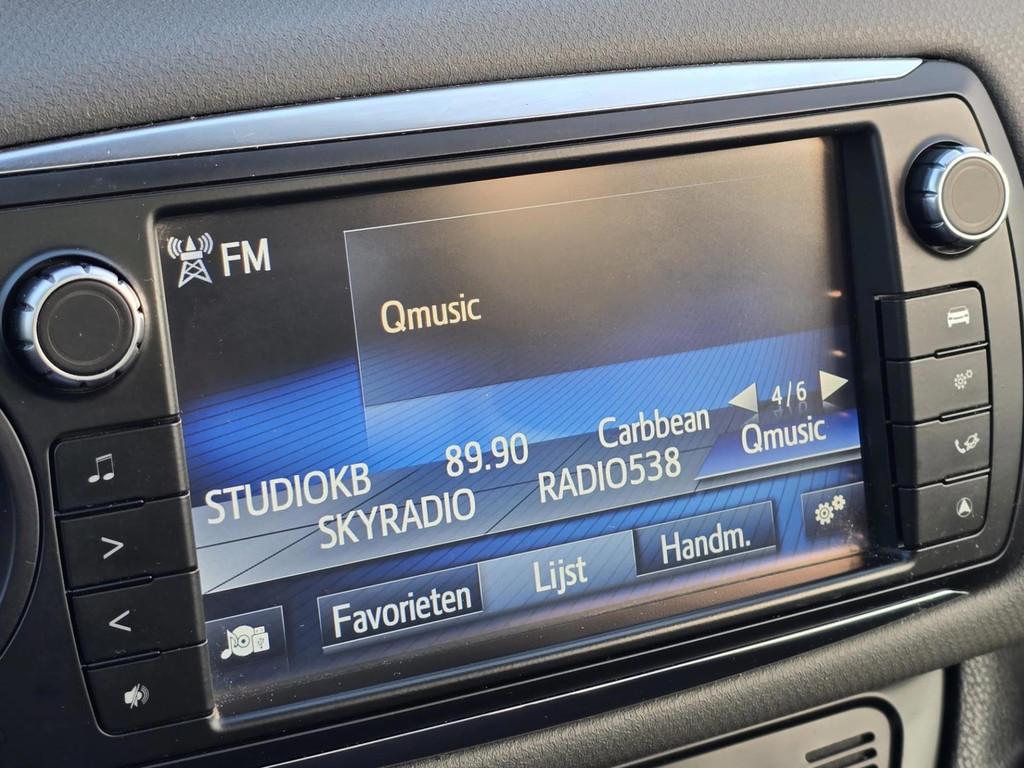 FM
Qmusic
4/6
STUDIOKB 89.90 Carbbean Qmusic
SKYRADIO RADIO538
Favorieten Lijst Handm.